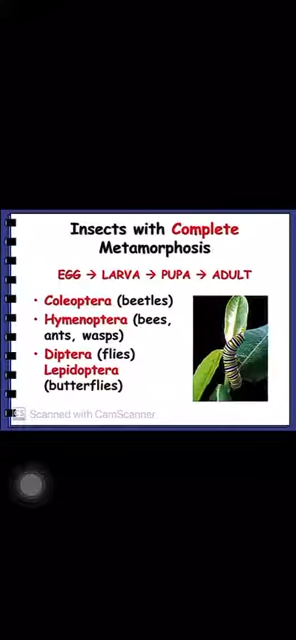 Insects with Complete
Metamorphosis
EGG → LARVA → PUPA → ADULT
• Coleoptera (beetles)
• Hymenoptera (bees,
ants, wasps)
• Diptera (flies)
Lepidoptera
(butterflies)
CS Scanned with CamScanner